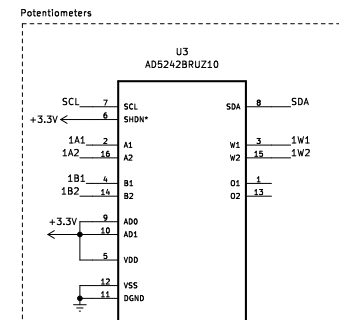 Potentiometers
U3
AD5242BRUZ10
SCL 7 SCL SDA 8 SDA
+3.3V 6 SHDN*
1A1 2 A1 W1 3 1W1
1A2 16 A2 W2 15 1W2
1B1 4 B1 O1 1
1B2 14 B2 O2 13
+3.3V 9 AD0
10 AD1
5 VDD
12 VSS
11 DGND